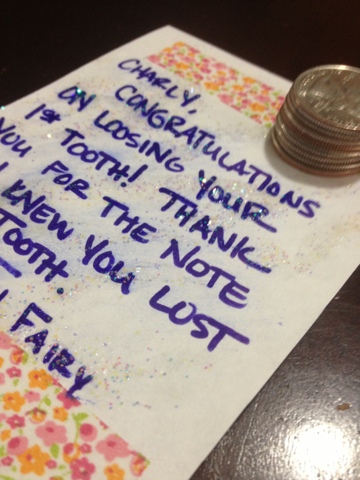 CHARLY,
CONGRATULATIONS
ON LOOSING YOUR
1ST TOOTH! THANK
YOU FOR THE NOTE
KNEW YOU LOST
TOOTH.
FAIRY